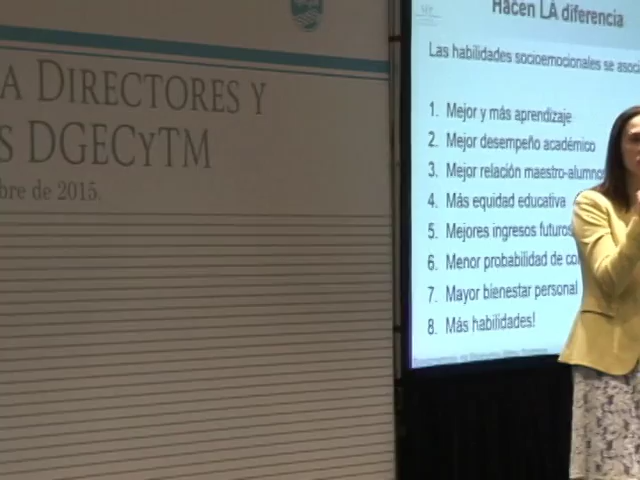 A DIRECTORES Y
S DGECyTM
bre de 2015.
Hacen LA diferencia
Las habilidades socioemocionales se asoci
1. Mejor y más aprendizaje
2. Mejor desempeño académico
3. Mejor relación maestro-alumnos
4. Más equidad educativa
5. Mejores ingresos futuros
6. Menor probabilidad de co
7. Mayor bienestar personal
8. Más habilidades!